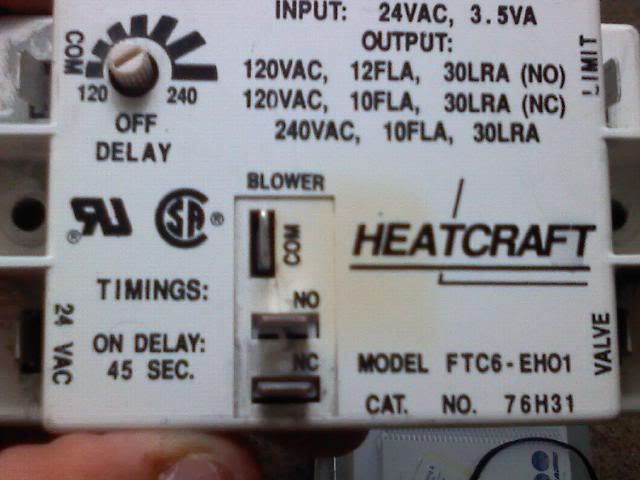 INPUT: 24VAC, 3.5VA
OUTPUT:
120VAC, 12FLA, 30LRA (NO)
120VAC, 10FLA, 30LRA (NC)
240VAC, 10FLA, 30LRA
COM
120
240
OFF
DELAY
LIMIT
BLOWER
COM
NO
NC
RU ®
SA ®
HEATCRAFT
TIMINGS:
ON DELAY:
45 SEC.
24 VAC
VALVE
MODEL FTC6-EH01
CAT. NO. 76H31